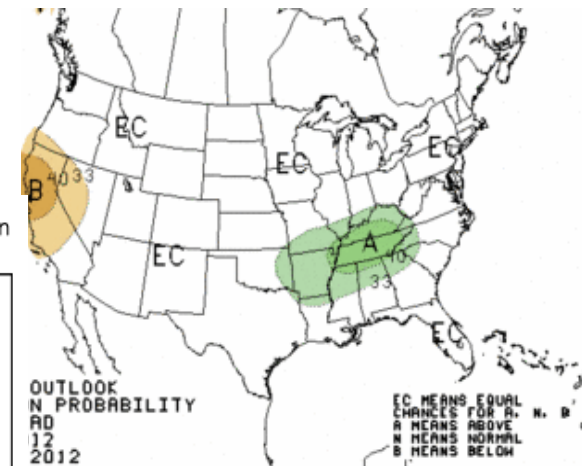 EC
EC
EC
B
40 33
n
EC
A
40
33
EC
OUTLOOK
N PROBABILITY
AD
12
2012
EC MEANS EQUAL
CHANCES FOR A, N, B
A MEANS ABOVE
N MEANS NORMAL
B MEANS BELOW